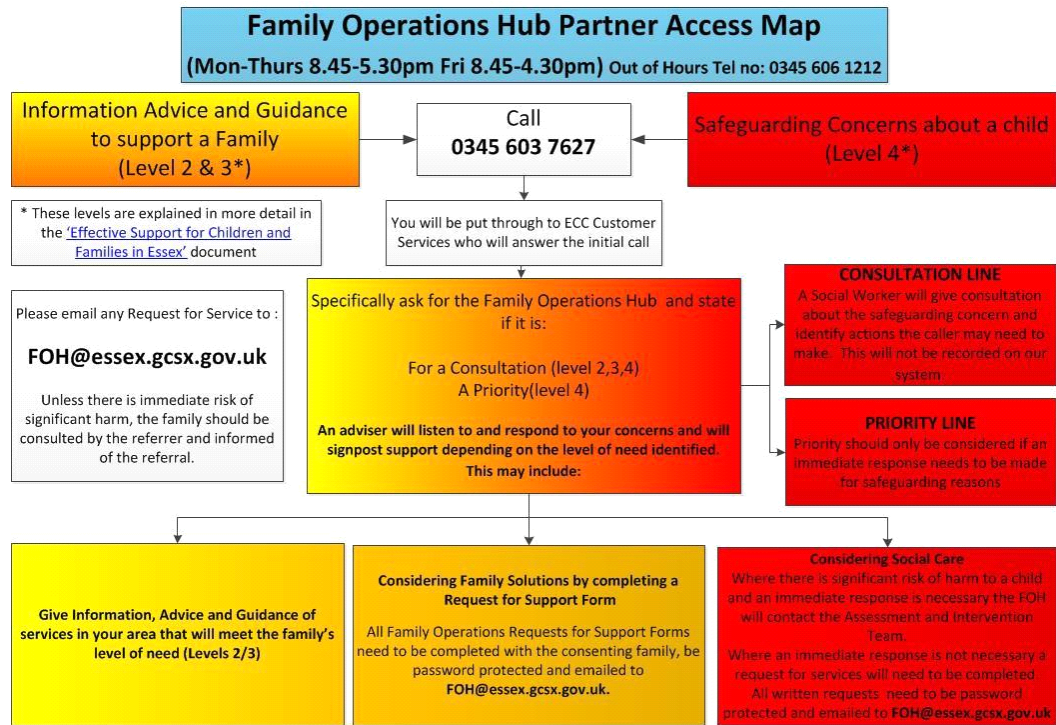 Family Operations Hub Partner Access Map
(Mon-Thurs 8.45-5.30pm Fri 8.45-4.30pm) Out of Hours Tel no: 0345 606 1212
Information Advice and Guidance
to support a Family
(Level 2 & 3*)
Call
0345 603 7627
Safeguarding Concerns about a child
(Level 4*)
* These levels are explained in more detail in
the 'Effective Support for Children and
Families in Essex' document
You will be put through to ECC Customer
Services who will answer the initial call
Please email any Request for Service to :
FOH@essex.gcsx.gov.uk
Unless there is immediate risk of
significant harm, the family should be
consulted by the referrer and informed
of the referral.
Specifically ask for the Family Operations Hub and state
if it is:
For a Consultation (level 2,3,4)
A Priority(level 4)
An adviser will listen to and respond to your concerns and will
signpost support depending on the level of need identified.
This may include:
CONSULTATION LINE
A Social Worker will give consultation
about the safeguarding concern and
identify actions the caller may need to
make. This will not be recorded on our
system.
PRIORITY LINE
Priority should only be considered if an
immediate response needs to be made
for safeguarding reasons
Give Information, Advice and Guidance of
services in your area that will meet the family's
level of need (Levels 2/3)
Considering Family Solutions by completing a
Request for Support Form
All Family Operations Requests for Support Forms
need to be completed with the consenting family, be
password protected and emailed to
FOH@essex.gcsx.gov.uk.
Considering Social Care
Where there is significant risk of harm to a child
and an immediate response is necessary the FOH
will contact the Assessment and Intervention
Team.
Where an immediate response is not necessary a
request for services will need to be completed.
All written requests need to be password
protected and emailed to FOH@essex.gcsx.gov.uk